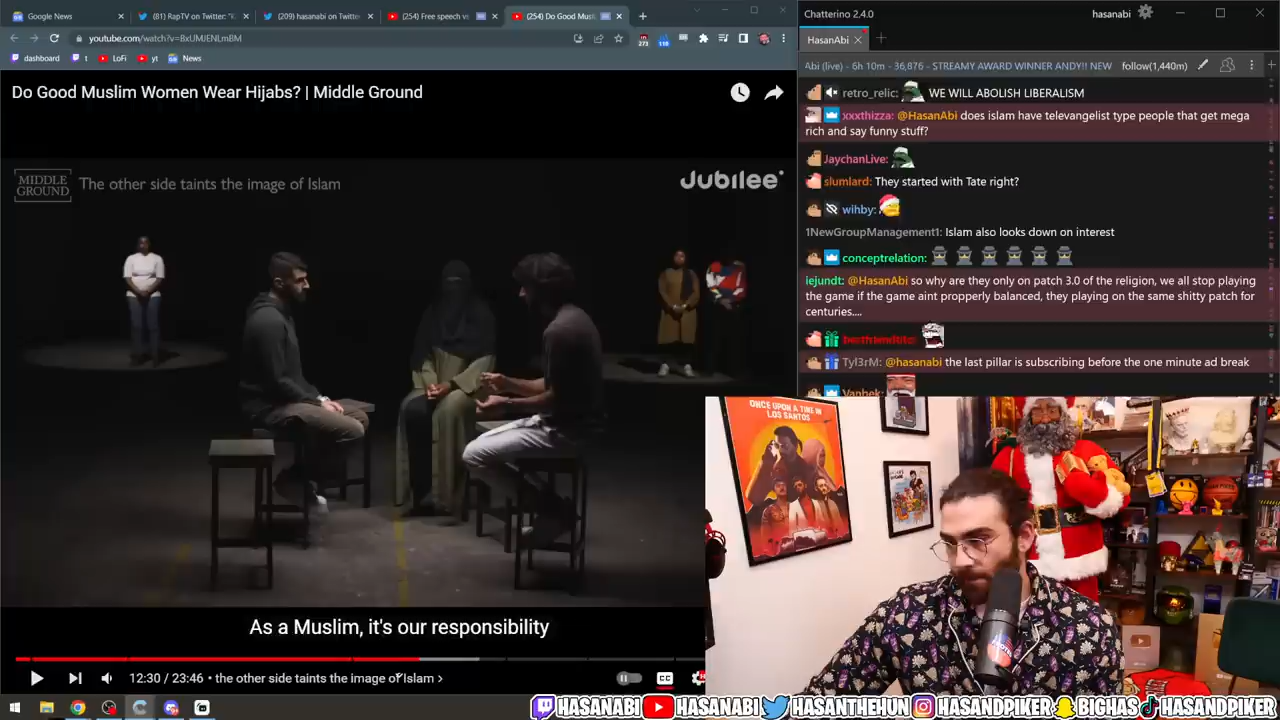 Google News
(81) RapTV on Twitter: "R
(209) hasanabi on Twitte
(254) Free speech vs
(254) Do Good Musl
youtube.com/watch?v=BxUMJENLmBM
dashboard
t
LoFi
yt
News
Do Good Muslim Women Wear Hijabs? | Middle Ground
MIDDLE
GROUND
The other side taints the image of Islam
Jubilee
As a Muslim, it's our responsibility
12:30 / 23:46 • the other side taints the image of Islam
CC
Chatterino 2.4.0
hasanabi
HasanAbi
Abi (live) - 6h 10m - 36,876 - STREAMY AWARD WINNER ANDY!! NEW
follow(1,440m)
retro_relic: WE WILL ABOLISH LIBERALISM
xxxthizza: @HasanAbi does islam have televangelist type people that get mega
rich and say funny stuff?
JaychanLive:
slumlard: They started with Tate right?
wihby:
1NewGroupManagement1: Islam also looks down on interest
conceptrelation:
iejundt: @HasanAbi so why are they only on patch 3.0 of the religion, we all stop playing
the game if the game aint propperly balanced, they playing on the same shitty patch for
centuries....
Tyl3rM: @hasanabi the last pillar is subscribing before the one minute ad break
ONCE UPON A TIME IN
LOS SANTOS
HASANABI
HASANABI
HASANTHEHUN
HASANDPIKER
BIGHAS
HASANDPIKER